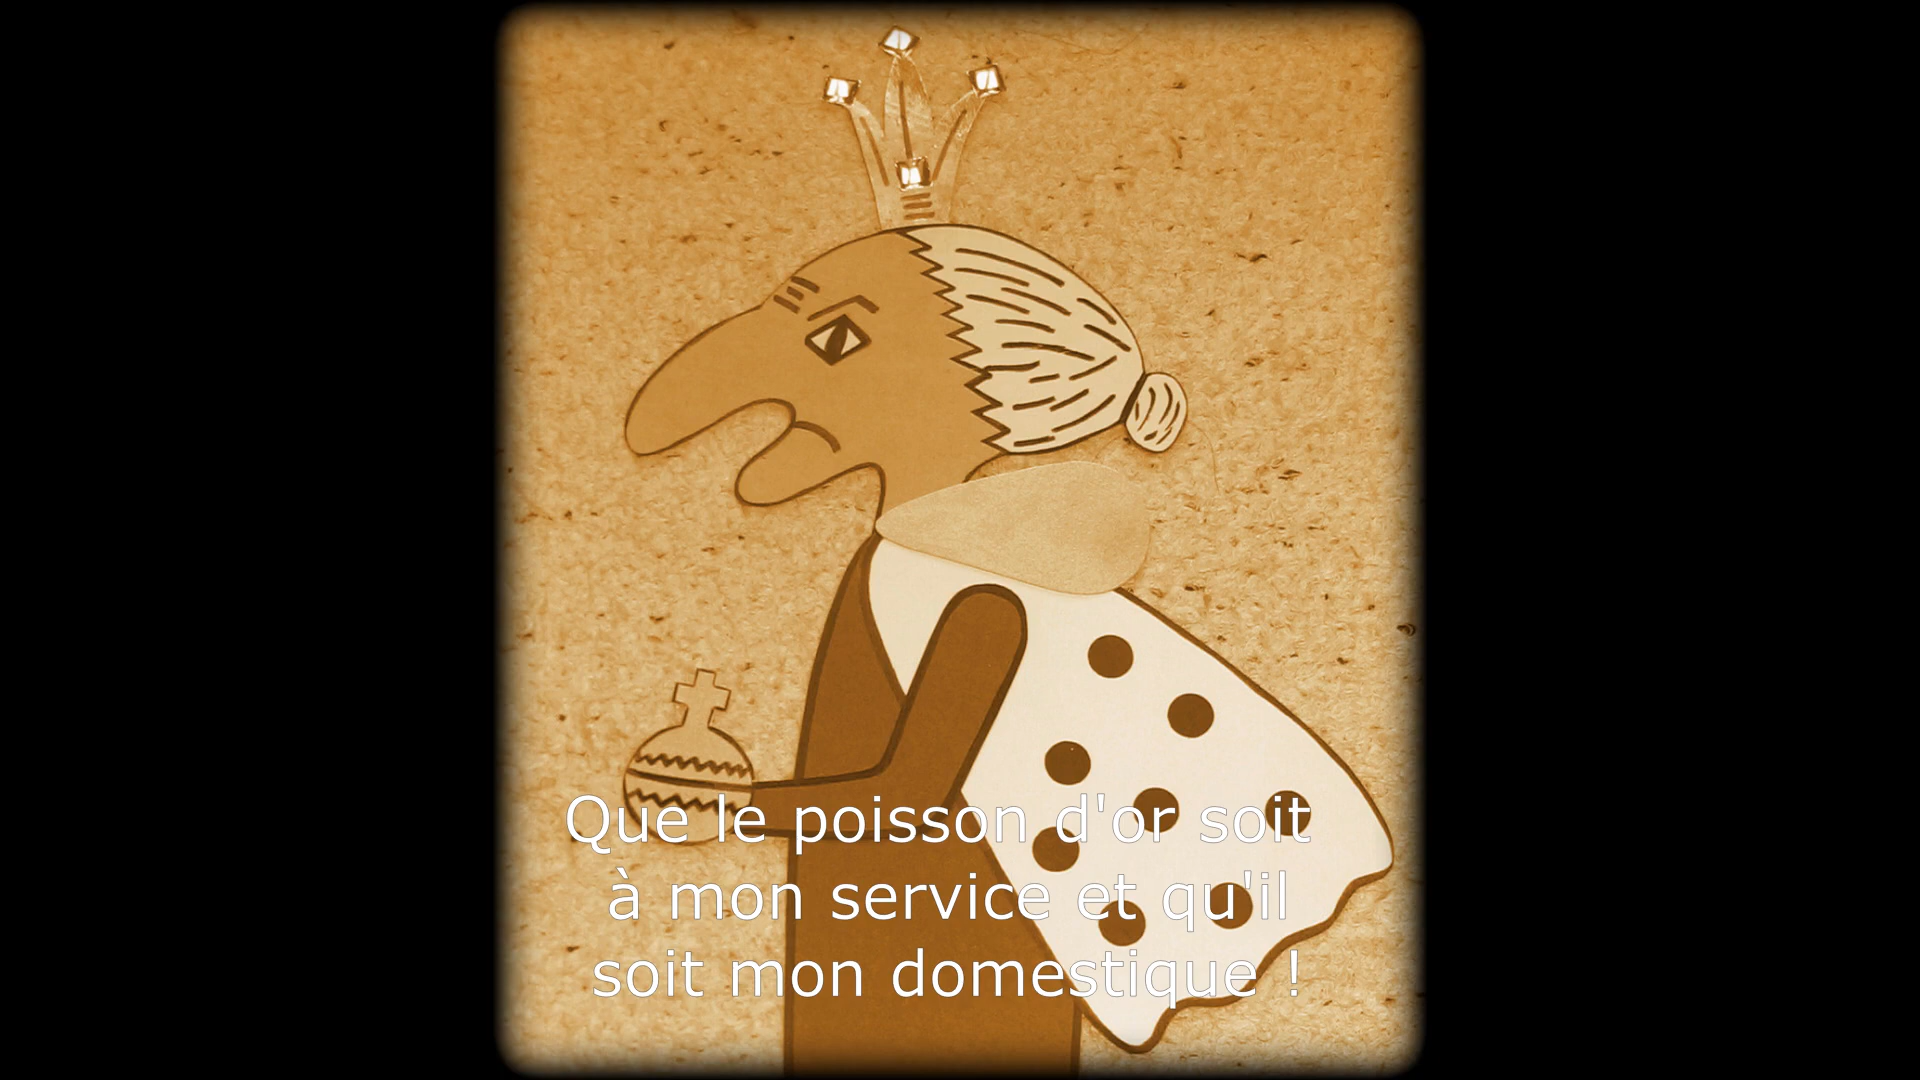 Que le poisson d'or soit
à mon service et qu'il
soit mon domestique !